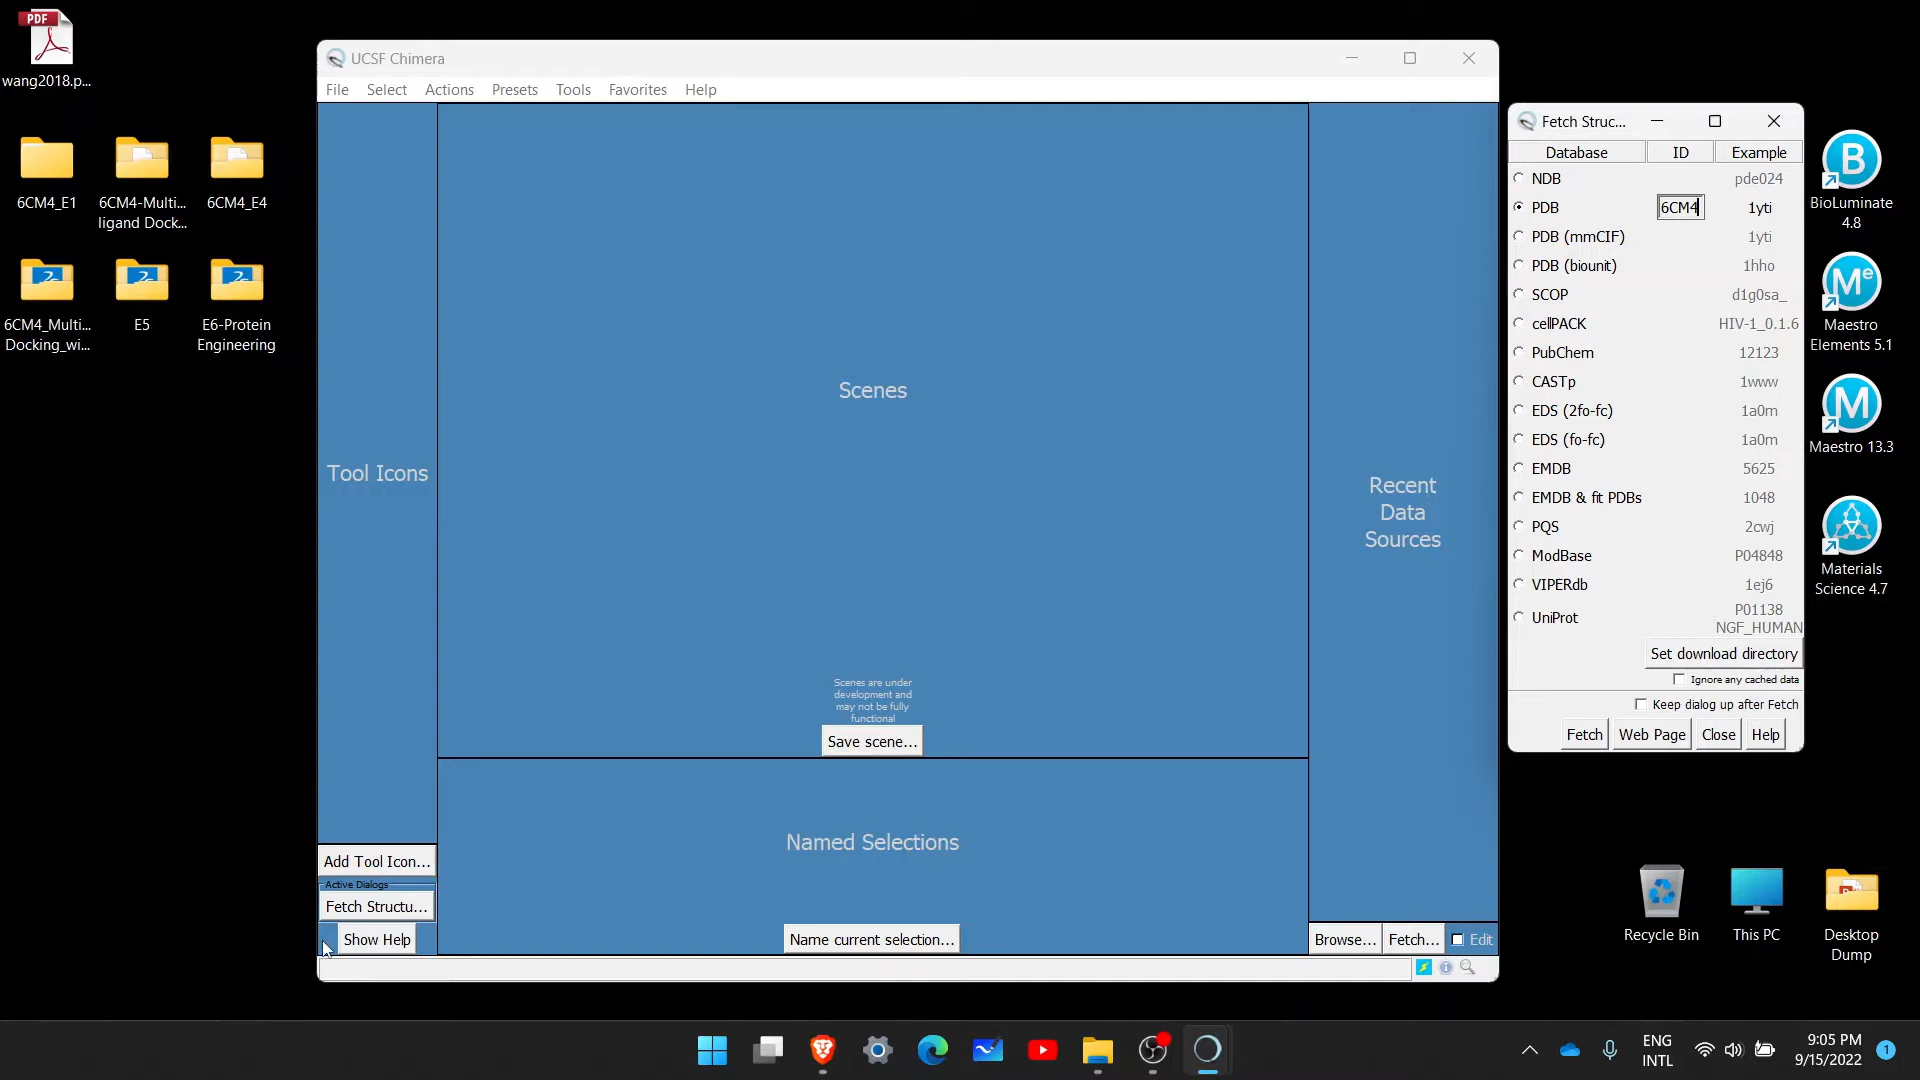 PDF
wang2018.p...
6CM4_E1
6CM4-Multi...
ligand Dock...
6CM4_E4
6CM4_Multi...
Docking_wi...
E5
E6-Protein
Engineering
UCSF Chimera
File Select Actions Presets Tools Favorites Help
Tool Icons
Scenes
Scenes are under
development and
may not be fully
functional
Save scene...
Recent
Data
Sources
Named Selections
Name current selection...
Add Tool Icon...
Active Dialogs
Fetch Structu...
Show Help
Browse... Fetch... Edit
Fetch Struc...
Database ID Example
NDB pde024
PDB 6CM4 1yti
PDB (mmCIF) 1yti
PDB (biounit) 1hho
SCOP d1g0sa_
cellPACK HIV-1_0.1.6
PubChem 12123
CASTp 1www
EDS (2fo-fc) 1a0m
EDS (fo-fc) 1a0m
EMDB 5625
EMDB & fit PDBs 1048
PQS 2cwj
ModBase P04848
VIPERdb 1ej6
UniProt P01138
NGF_HUMAN
Set download directory
Ignore any cached data
Keep dialog up after Fetch
Fetch Web Page Close Help
B
BioLuminate
4.8
Me
Maestro
Elements 5.1
M
Maestro 13.3
Materials
Science 4.7
Recycle Bin
This PC
Desktop
Dump
ENG
INTL
9:05 PM
9/15/2022
1